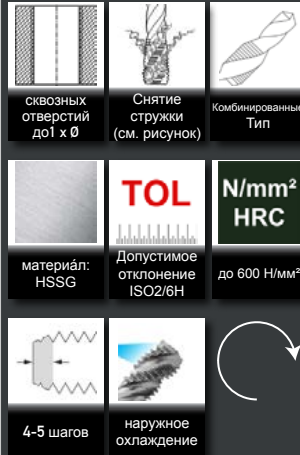 сквозных
отверстий
до1 x Ø
Снятие
стружки
(см. рисунок)
Комбинированные
Тип
материáл:
HSSG
TOL
Допустимое
отклонение
ISO2/6H
N/mm²
HRC
до 600 Н/мм²
4-5 шагов
наружное
охлаждение